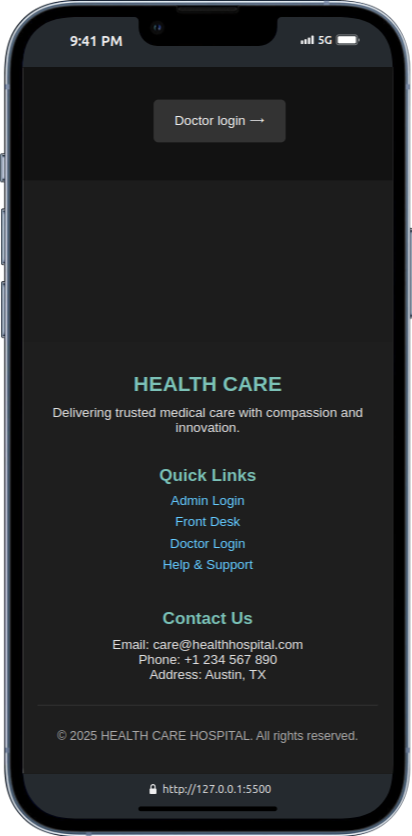 9:41 PM 5G
Doctor login →
HEALTH CARE
Delivering trusted medical care with compassion and
innovation.
Quick Links
Admin Login
Front Desk
Doctor Login
Help & Support
Contact Us
Email: care@healthhospital.com
Phone: +1 234 567 890
Address: Austin, TX
© 2025 HEALTH CARE HOSPITAL. All rights reserved.
http://127.0.0.1:5500